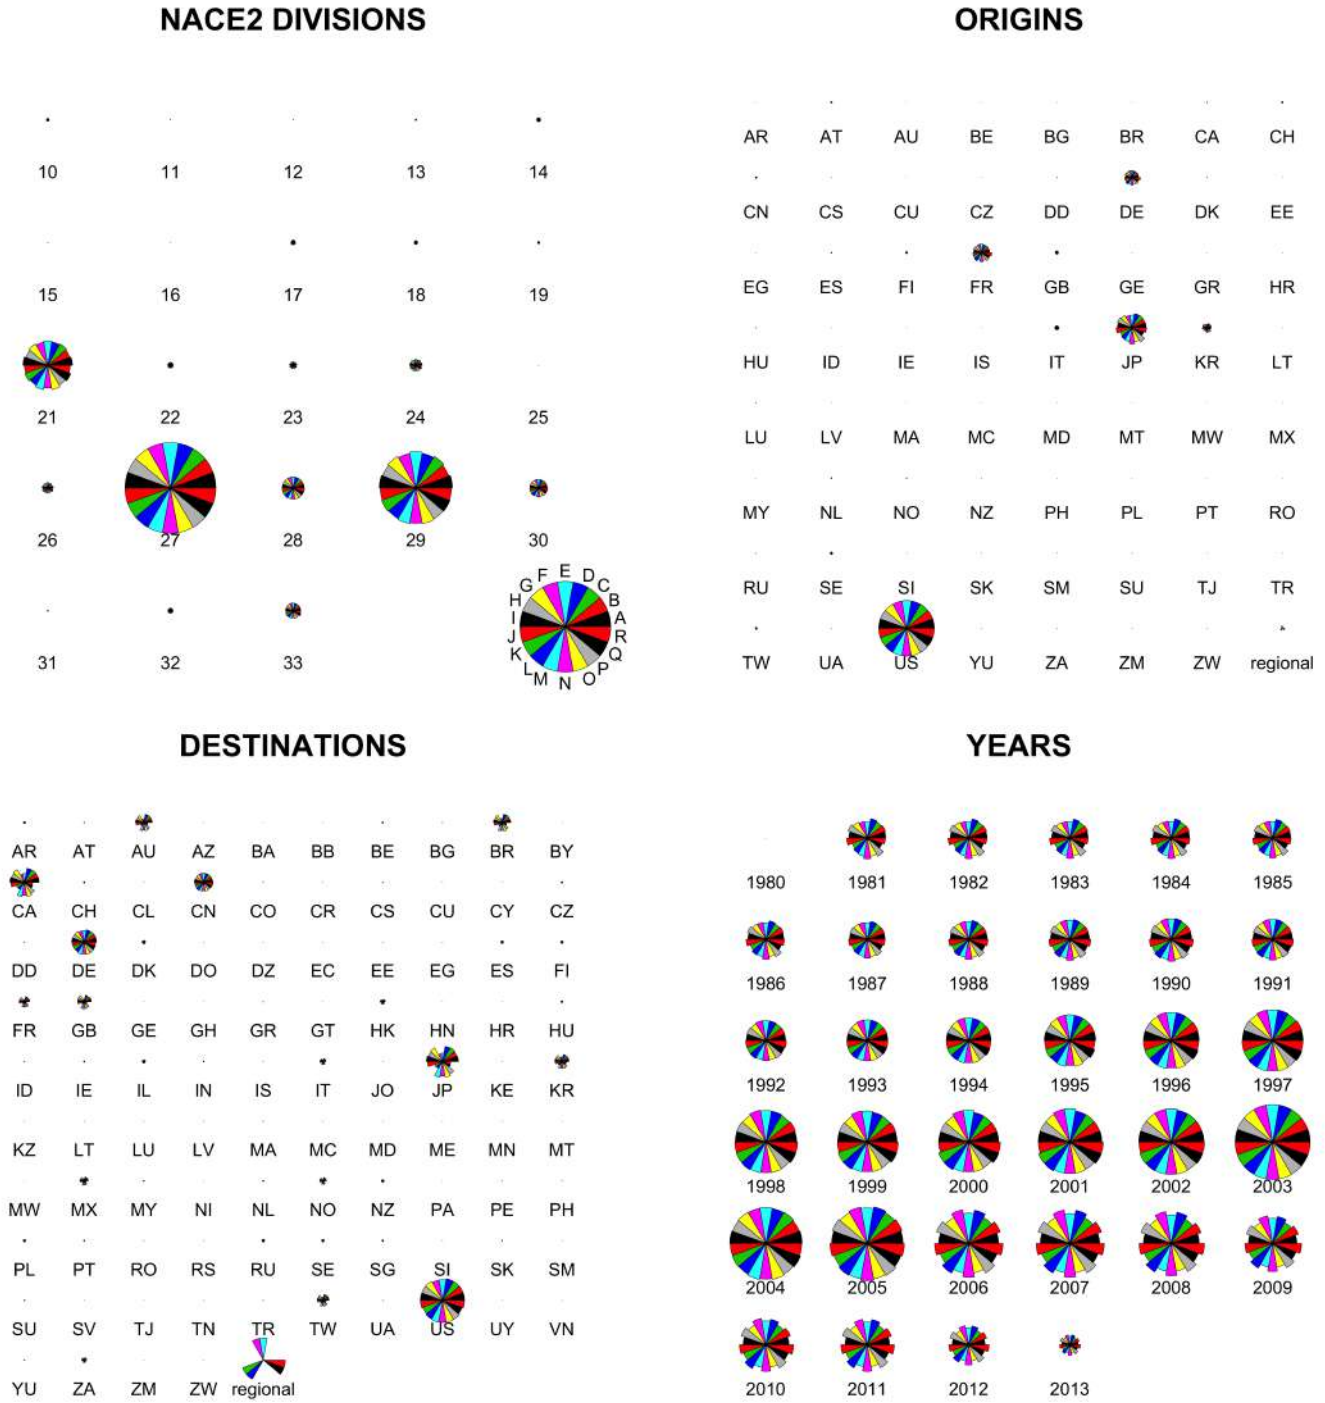 NACE2 DIVISIONS
10 11 12 13 14
15 16 17 18 19
21 22 23 24 25
26 27 28 29 30
31 32 33
A B C D E F G H I J K L M N O P Q R
ORIGINS
AR AT AU BE BG BR CA CH
CN CS CU CZ DD DE DK EE
EG ES FI FR GB GE GR HR
HU ID IE IS IT JP KR LT
LU LV MA MC MD MT MW MX
MY NL NO NZ PH PL PT RO
RU SE SI SK SM SU TJ TR
TW UA US YU ZA ZM ZW regional
DESTINATIONS
AR AT AU AZ BA BB BE BG BR BY
CA CH CL CN CO CR CS CU CY CZ
DD DE DK DO DZ EC EE EG ES FI
FR GB GE GH GR GT HK HN HR HU
ID IE IL IN IS IT JO JP KE KR
KZ LT LU LV MA MC MD ME MN MT
MW MX MY NI NL NO NZ PA PE PH
PL PT RO RS RU SE SG SI SK SM
SU SV TJ TN TR TW UA US UY VN
YU ZA ZM ZW regional
YEARS
1980 1981 1982 1983 1984 1985
1986 1987 1988 1989 1990 1991
1992 1993 1994 1995 1996 1997
1998 1999 2000 2001 2002 2003
2004 2005 2006 2007 2008 2009
2010 2011 2012 2013